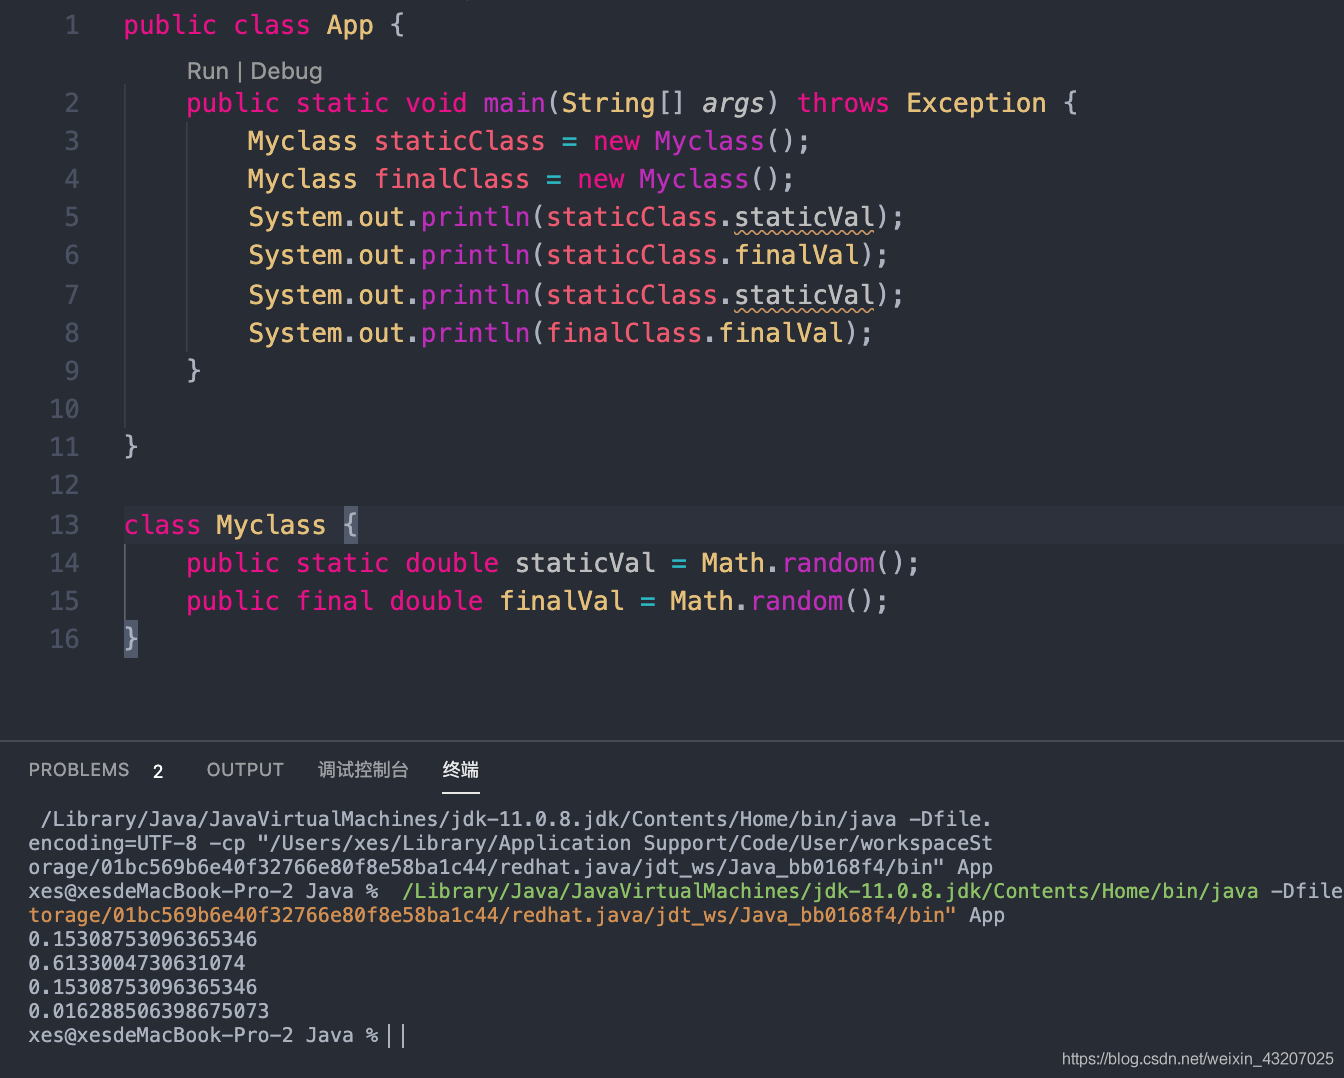 1 public class App {
Run | Debug
2 public static void main(String[] args) throws Exception {
3 Myclass staticClass = new Myclass();
4 Myclass finalClass = new Myclass();
5 System.out.println(staticClass.staticVal);
6 System.out.println(staticClass.finalVal);
7 System.out.println(staticClass.staticVal);
8 System.out.println(finalClass.finalVal);
9 }
10
11 }
12
13 class Myclass {
14 public static double staticVal = Math.random();
15 public final double finalVal = Math.random();
16 }
PROBLEMS 2 OUTPUT 调试控制台 终端
/Library/Java/JavaVirtualMachines/jdk-11.0.8.jdk/Contents/Home/bin/java -Dfile.
encoding=UTF-8 -cp "/Users/xes/Library/Application Support/Code/User/workspaceSt
orage/01bc569b6e40f32766e80f8e58ba1c44/redhat.java/jdt_ws/Java_bb0168f4/bin" App
xes@xesdeMacBook-Pro-2 Java % /Library/Java/JavaVirtualMachines/jdk-11.0.8.jdk/Contents/Home/bin/java -Dfile
torage/01bc569b6e40f32766e80f8e58ba1c44/redhat.java/jdt_ws/Java_bb0168f4/bin" App
0.15308753096365346
0.6133004730631074
0.15308753096365346
0.016288506398675073
xes@xesdeMacBook-Pro-2 Java %
https://blog.csdn.net/weixin_43207025